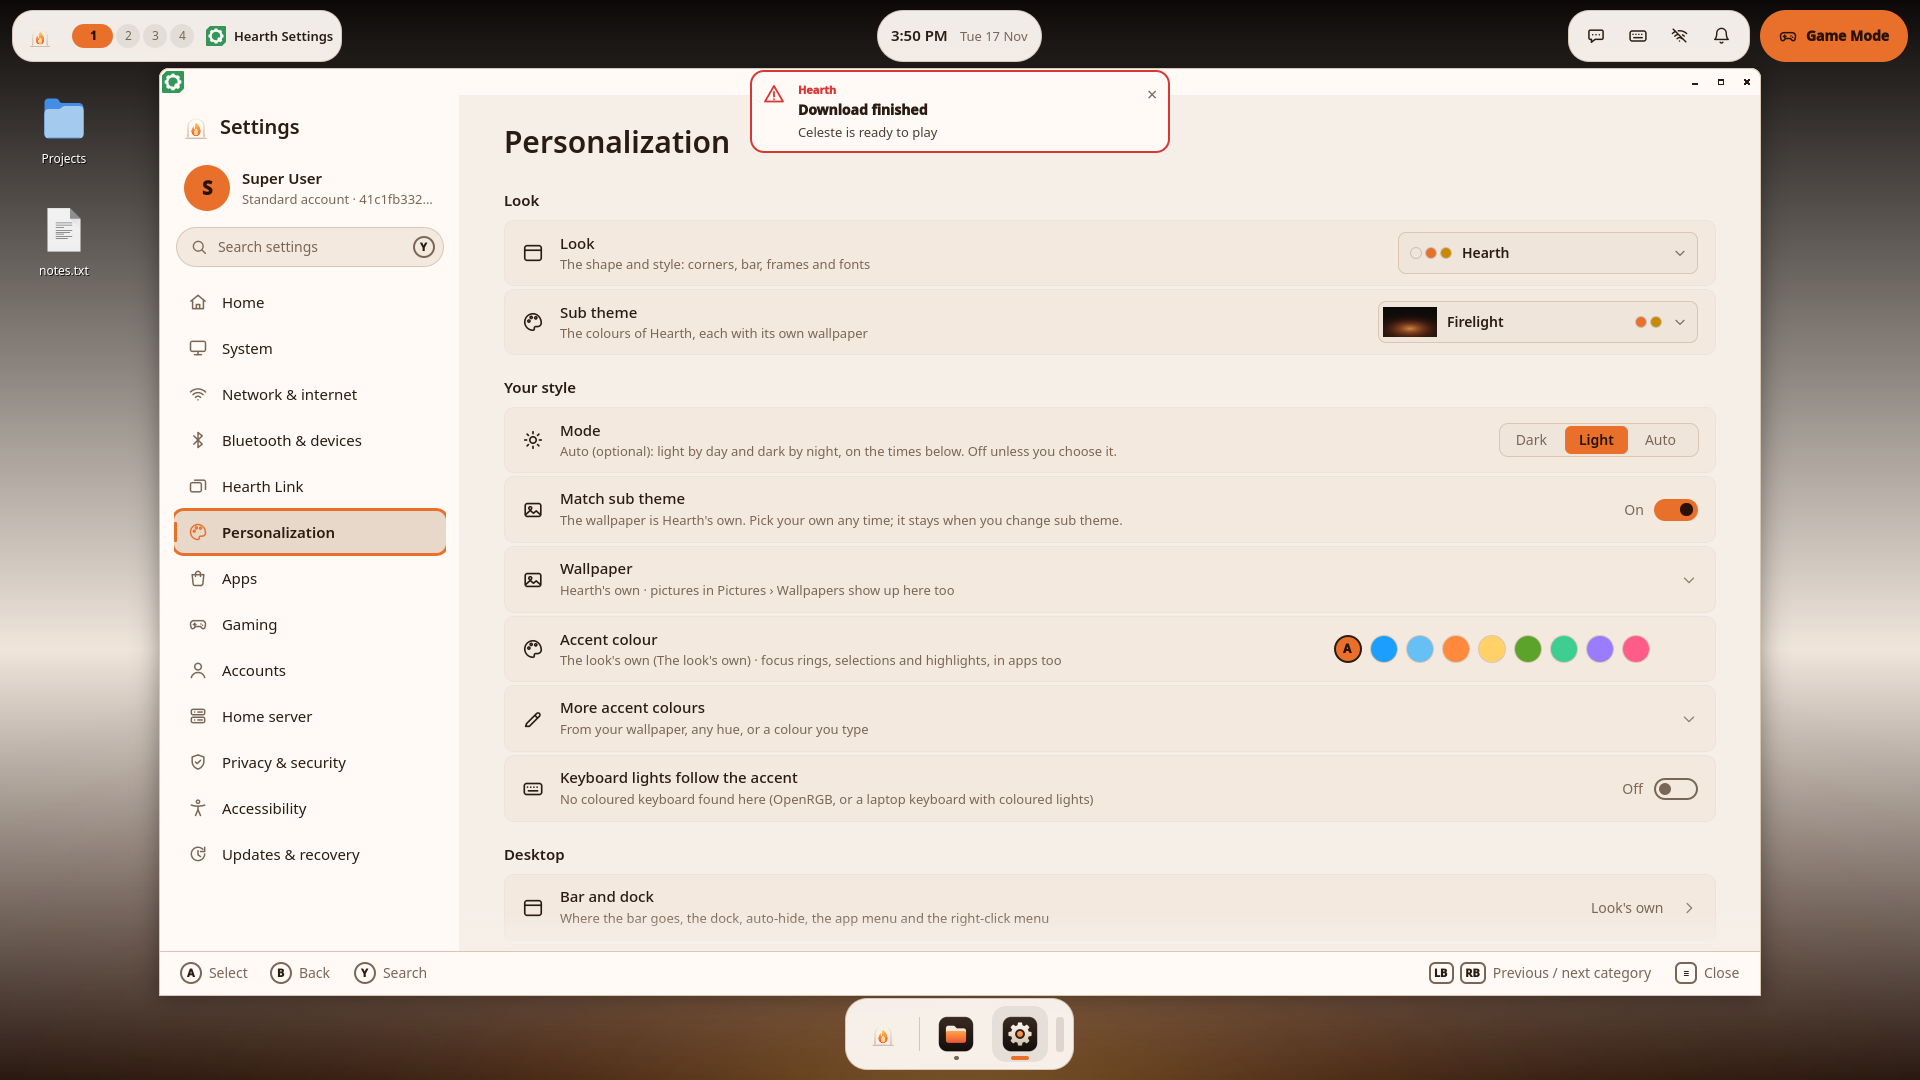 1 2 3 4 Hearth Settings
3:50 PM Tue 17 Nov
Game Mode
Projects
notes.txt
Hearth
Download finished
Celeste is ready to play
Settings
Super User
Standard account · 41c1fb332...
Search settings Y
Home
System
Network & internet
Bluetooth & devices
Hearth Link
Personalization
Apps
Gaming
Accounts
Home server
Privacy & security
Accessibility
Updates & recovery
Personalization
Look
Look
The shape and style: corners, bar, frames and fonts
Hearth
Sub theme
The colours of Hearth, each with its own wallpaper
Firelight
Your style
Mode
Auto (optional): light by day and dark by night, on the times below. Off unless you choose it.
Dark Light Auto
Match sub theme
The wallpaper is Hearth's own. Pick your own any time; it stays when you change sub theme.
On
Wallpaper
Hearth's own · pictures in Pictures › Wallpapers show up here too
Accent colour
The look's own (The look's own) · focus rings, selections and highlights, in apps too
A
More accent colours
From your wallpaper, any hue, or a colour you type
Keyboard lights follow the accent
No coloured keyboard found here (OpenRGB, or a laptop keyboard with coloured lights)
Off
Desktop
Bar and dock
Where the bar goes, the dock, auto-hide, the app menu and the right-click menu
Look's own
A Select B Back Y Search
LB RB Previous / next category ≡ Close